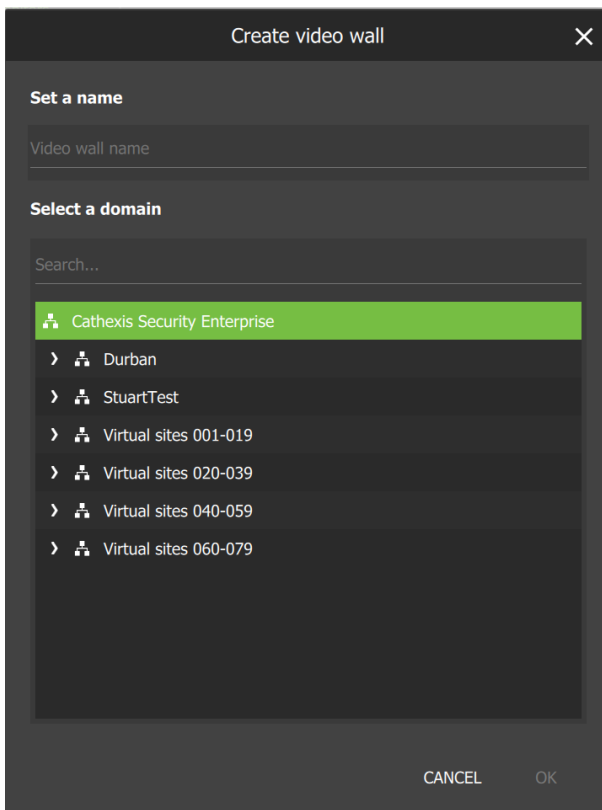 Create video wall
Set a name
Video wall name
Select a domain
Search...
Cathexis Security Enterprise
Durban
StuartTest
Virtual sites 001-019
Virtual sites 020-039
Virtual sites 040-059
Virtual sites 060-079
CANCEL OK